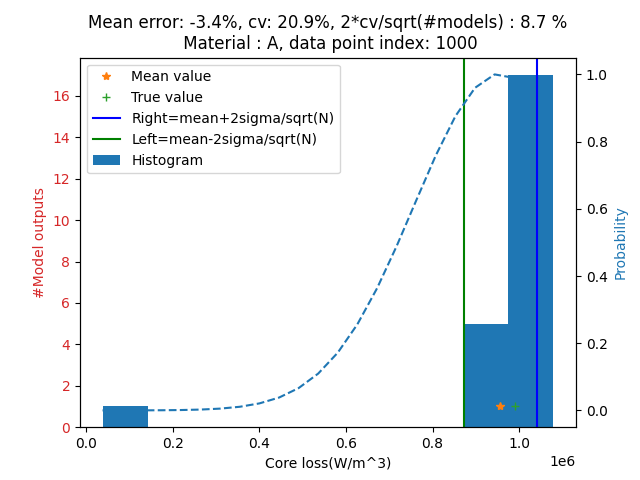 Mean error: -3.4%, cv: 20.9%, 2*cv/sqrt(#models) : 8.7 %
Material : A, data point index: 1000
Mean value
True value
Right=mean+2sigma/sqrt(N)
Left=mean-2sigma/sqrt(N)
Histogram
#Model outputs
16
14
12
10
8
6
4
2
0
1.0
0.8
0.6
0.4
0.2
0.0
Probability
0.0 0.2 0.4 0.6 0.8 1.0
1e6
Core loss(W/m^3)